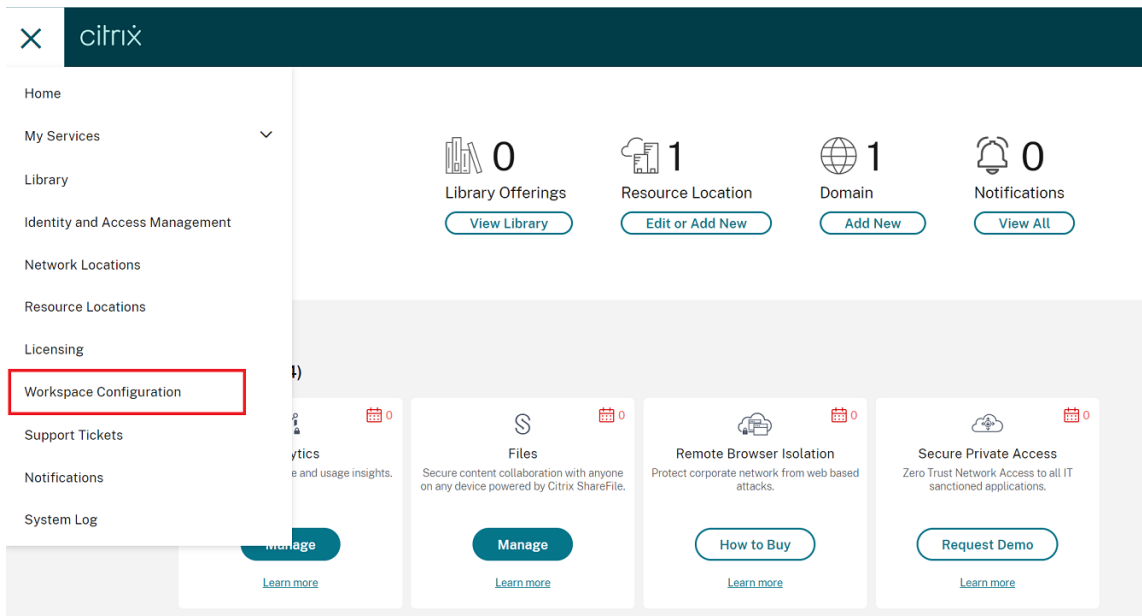 citrix
Home
My Services
Library
Identity and Access Management
Network Locations
Resource Locations
Licensing
Workspace Configuration
Support Tickets
Notifications
System Log
0
Library Offerings
View Library
1
Resource Location
Edit or Add New
1
Domain
Add New
0
Notifications
View All
4)
0
ytics
e and usage insights.
Manage
Learn more
0
Files
Secure content collaboration with anyone
on any device powered by Citrix ShareFile.
Manage
Learn more
0
Remote Browser Isolation
Protect corporate network from web based
attacks.
How to Buy
Learn more
0
Secure Private Access
Zero Trust Network Access to all IT
sanctioned applications.
Request Demo
Learn more